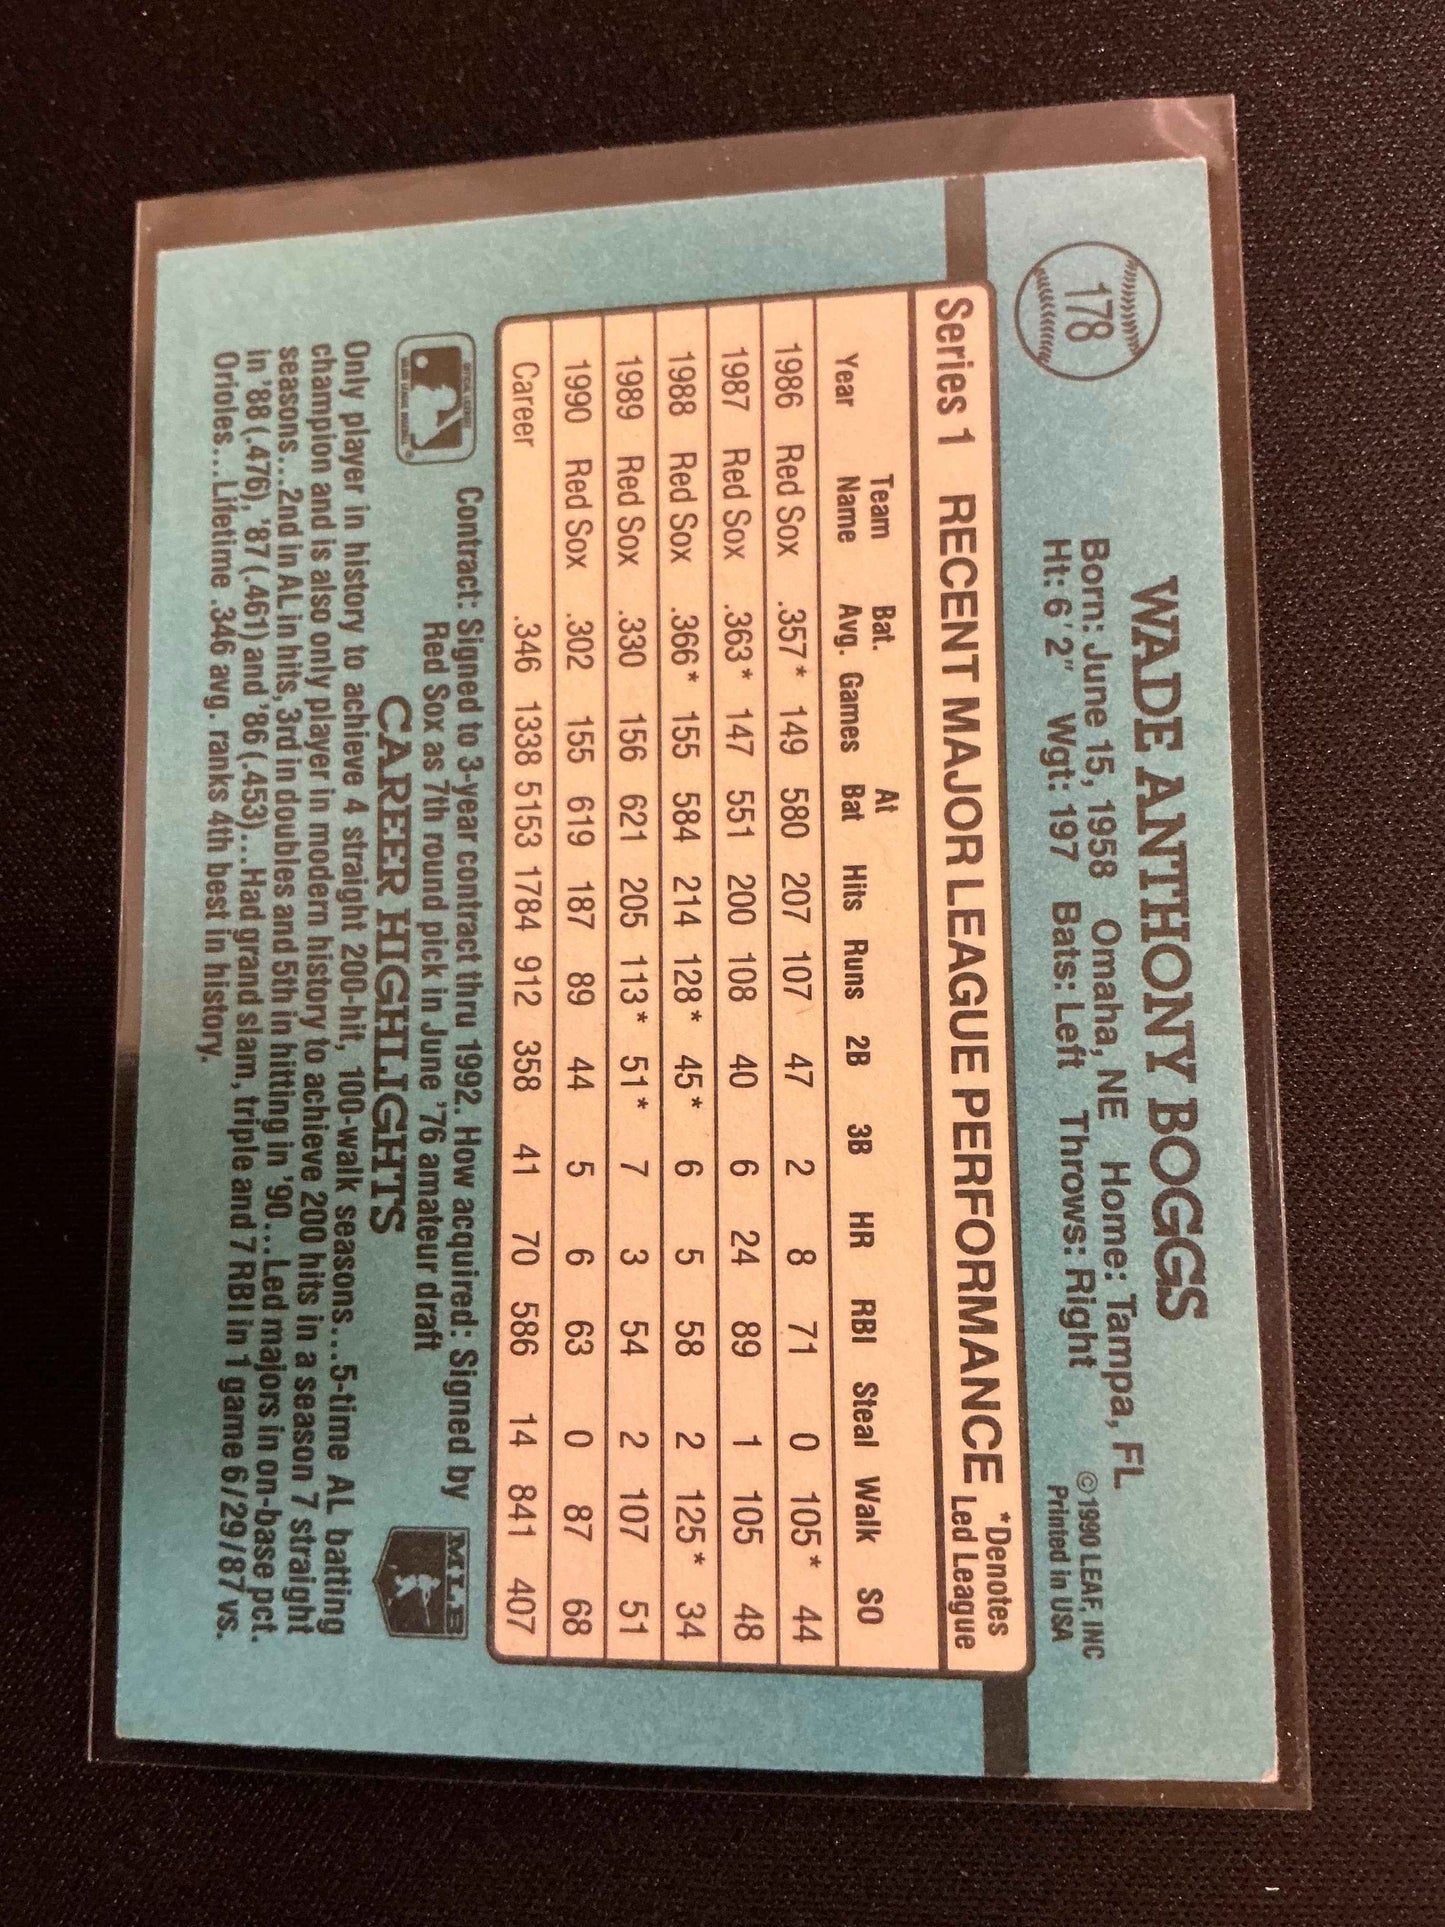 178
WADE ANTHONY BOGGS
Born: June 15, 1958 Omaha, NE Home: Tampa, FL
Ht: 6' 2" Wgt: 197 Bats: Left Throws: Right
©1990 LEAF, INC
Printed in USA
Series 1 RECENT MAJOR LEAGUE PERFORMANCE *Denotes Led League
Year Team Name Bat. Avg. Games At Bat Hits Runs 2B 3B HR RBI Steal Walk SO
1986 Red Sox .357* 149 580 207 107 47 2 8 71 0 105* 44
1987 Red Sox .363* 147 551 200 108 40 6 24 89 1 105 48
1988 Red Sox .366* 155 584 214 128* 45* 6 5 58 2 125* 34
1989 Red Sox .330 156 621 205 113* 51* 7 3 54 2 107 51
1990 Red Sox .302 155 619 187 89 44 5 6 63 0 87 68
Career .346 1338 5153 1784 912 358 41 70 586 14 841 407
Contract: Signed to 3-year contract thru 1992. How acquired: Signed by
Red Sox as 7th round pick in June '76 amateur draft
MLB
CAREER HIGHLIGHTS
Only player in history to achieve 4 straight 200-hit, 100-walk seasons...5-time AL batting
champion and is also only player in modern history to achieve 200 hits in a season 7 straight
seasons...2nd in AL in hits, 3rd in doubles and 5th in hitting in '90...Led majors in on-base pct.
in '88 (.476), '87 (.461) and '86 (.453)...Had grand slam, triple and 7 RBI in 1 game 6/29/87 vs.
Orioles...Lifetime .346 avg. ranks 4th best in history.